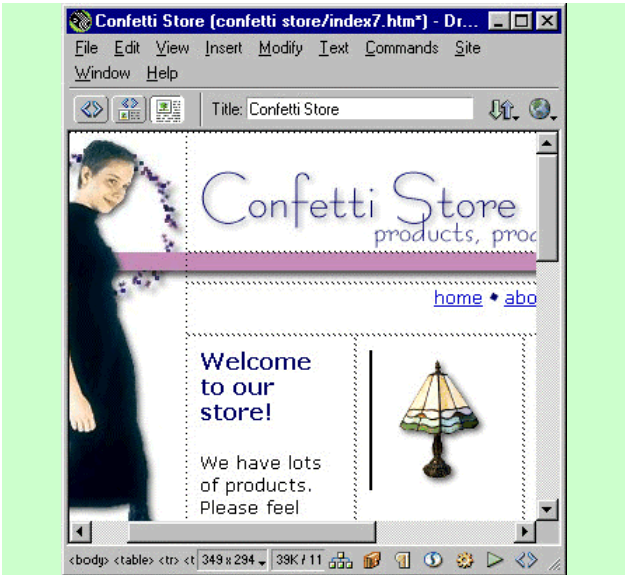 Confetti Store (confetti store/index7.htm*) - Dr...
File Edit View Insert Modify Text Commands Site
Window Help
Title: Confetti Store
Confetti Store
products, proc
home • abo
Welcome
to our
store!
We have lots
of products.
Please feel
<body> <table> <tr> <t 349 x 294 39K / 11